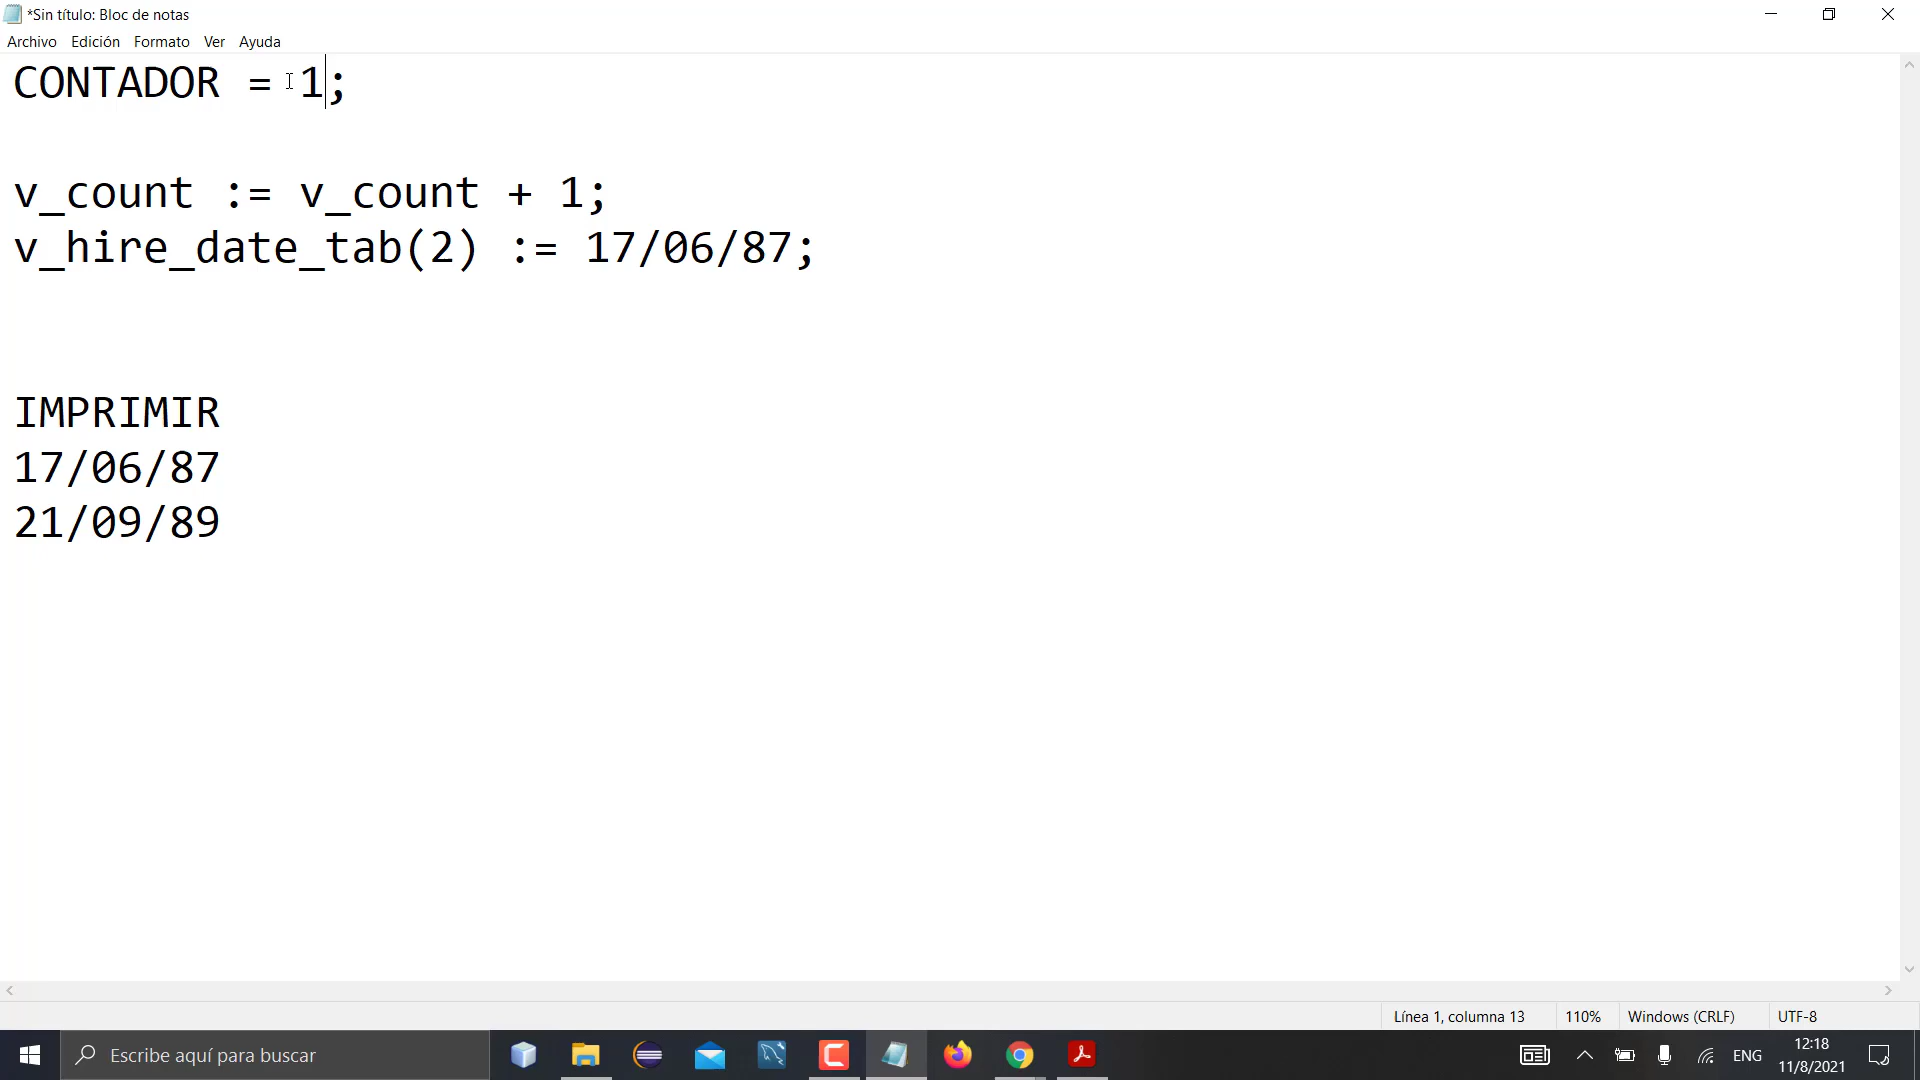 *Sin título: Bloc de notas
Archivo Edición Formato Ver Ayuda
CONTADOR = 1;
v_count := v_count + 1;
v_hire_date_tab(2) := 17/06/87;
IMPRIMIR
17/06/87
21/09/89
Línea 1, columna 13 110% Windows (CRLF) UTF-8
Escribe aquí para buscar
ENG
12:18
11/8/2021